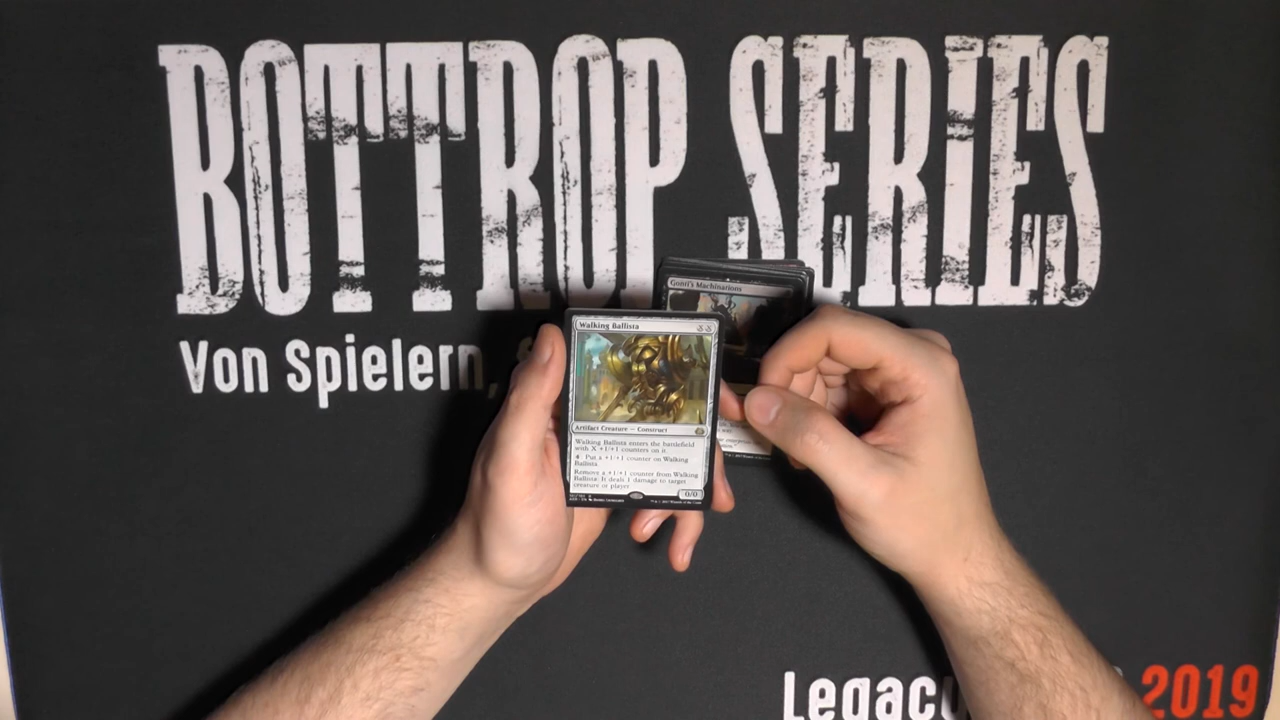 BOTTROP SERIES
Von Spielern,
Gonti's Machinations
Walking Ballista
Artifact Creature — Construct
Walking Ballista enters the battlefield
with X +1/+1 counters on it.
4: Put a +1/+1 counter on Walking
Ballista.
Remove a +1/+1 counter from Walking
Ballista: It deals 1 damage to target
creature or player.
0/0
Legacy
2019